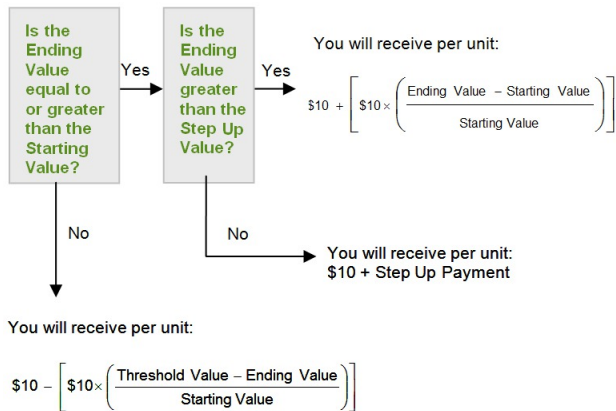 Is the
Ending
Value
equal to
or greater
than the
Starting
Value?
Yes
Is the
Ending
Value
greater
than the
Step Up
Value?
Yes
You will receive per unit:
$10 + [ $10 × ( Ending Value – Starting Value
Starting Value ) ]
No
No
You will receive per unit:
$10 + Step Up Payment
You will receive per unit:
$10 – [ $10× ( Threshold Value – Ending Value
Starting Value ) ]